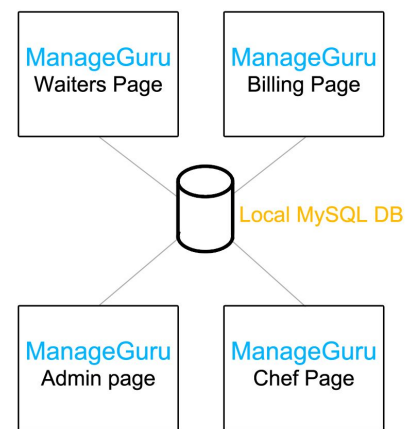 ManageGuru
Waiters Page
ManageGuru
Billing Page
Local MySQL DB
ManageGuru
Admin page
ManageGuru
Chef Page